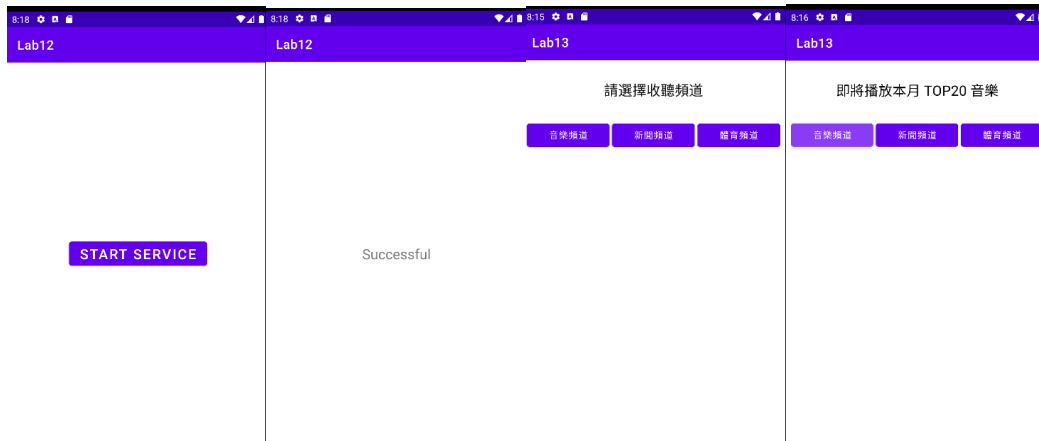 8:18
Lab12
START SERVICE
8:18
Lab12
Successful
8:15
Lab13
請選擇收聽頻道
音樂頻道 新聞頻道 體育頻道
8:16
Lab13
即將播放本月 TOP20 音樂
音樂頻道 新聞頻道 體育頻道